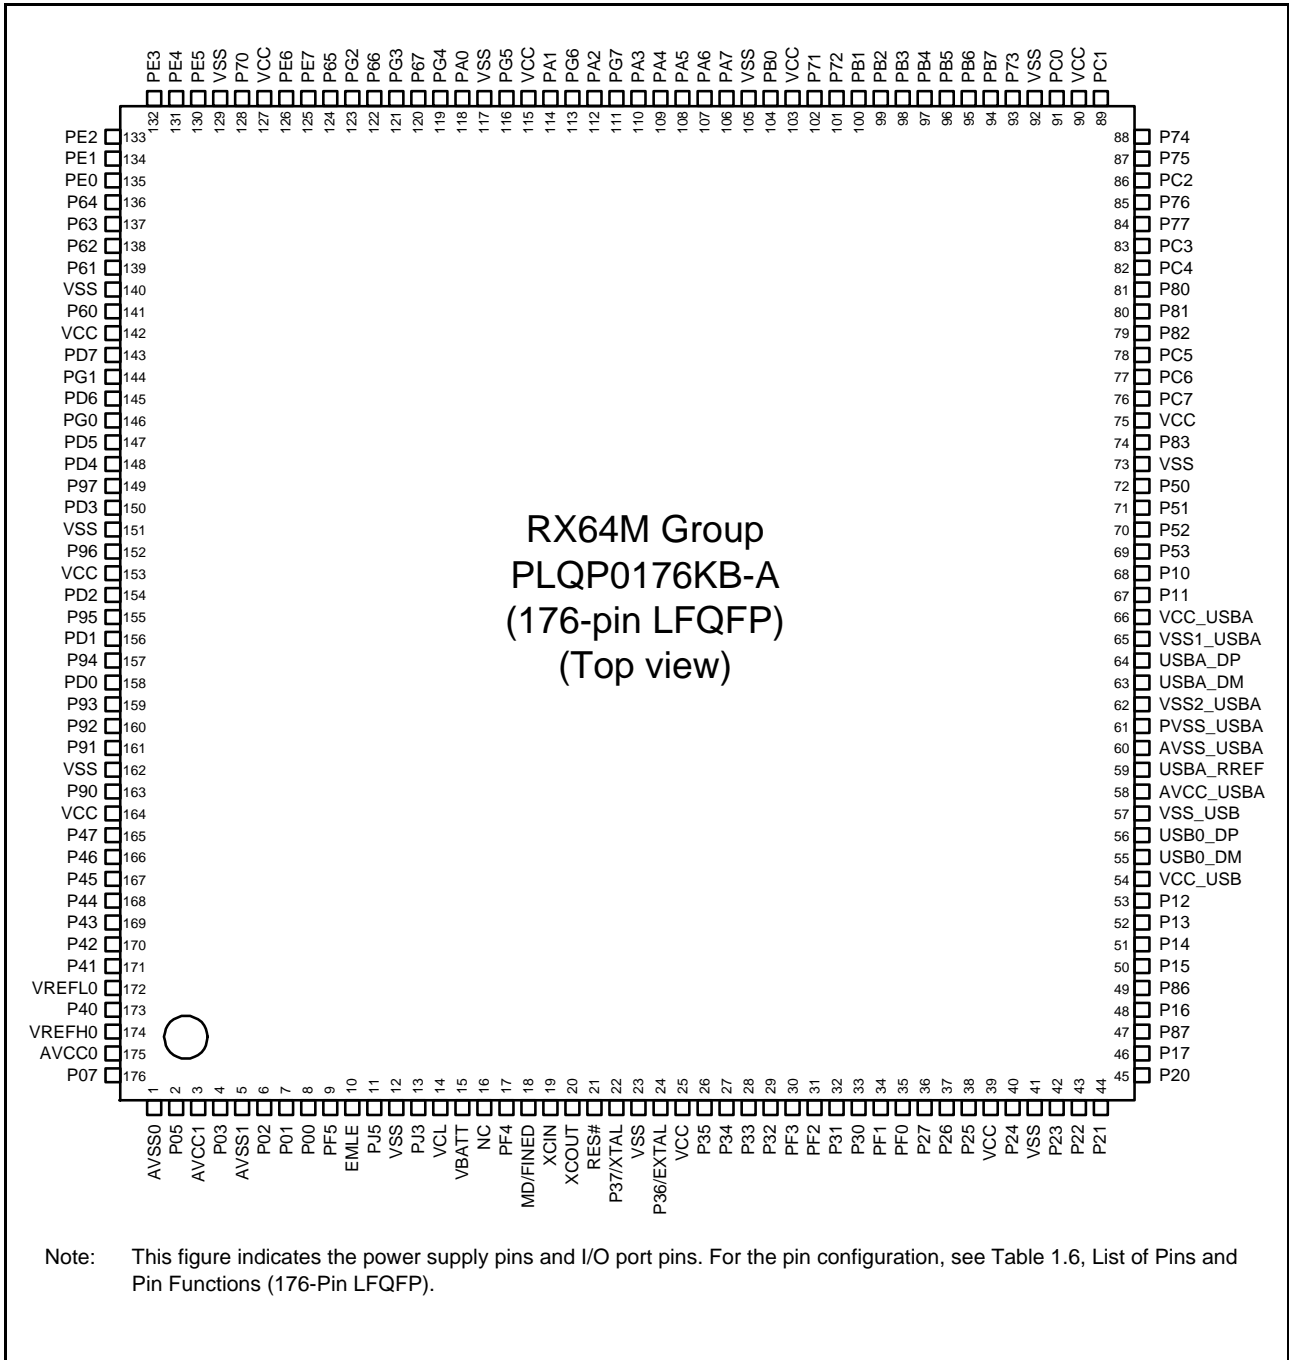 PE3 PE4 PE5 VSS P70 VCC PE6 PE7 P65 PG2 P66 PG3 P67 PG4 PA0 VSS PG5 VCC PA1 PG6 PA2 PG7 PA3 PA4 PA5 PA6 PA7 VSS PB0 VCC P71 P72 PB1 PB2 PB3 PB4 PB5 PB6 PB7 P73 VSS PC0 VCC PC1
132 131 130 129 128 127 126 125 124 123 122 121 120 119 118 117 116 115 114 113 112 111 110 109 108 107 106 105 104 103 102 101 100 99 98 97 96 95 94 93 92 91 90 89
PE2 133
PE1 134
PE0 135
P64 136
P63 137
P62 138
P61 139
VSS 140
P60 141
VCC 142
PD7 143
PG1 144
PD6 145
PG0 146
PD5 147
PD4 148
P97 149
PD3 150
VSS 151
P96 152
VCC 153
PD2 154
P95 155
PD1 156
P94 157
PD0 158
P93 159
P92 160
P91 161
VSS 162
P90 163
VCC 164
P47 165
P46 166
P45 167
P44 168
P43 169
P42 170
P41 171
VREFL0 172
P40 173
VREFH0 174
AVCC0 175
P07 176
RX64M Group
PLQP0176KB-A
(176-pin LFQFP)
(Top view)
88 P74
87 P75
86 PC2
85 P76
84 P77
83 PC3
82 PC4
81 P80
80 P81
79 P82
78 PC5
77 PC6
76 PC7
75 VCC
74 P83
73 VSS
72 P50
71 P51
70 P52
69 P53
68 P10
67 P11
66 VCC_USBA
65 VSS1_USBA
64 USBA_DP
63 USBA_DM
62 VSS2_USBA
61 PVSS_USBA
60 AVSS_USBA
59 USBA_RREF
58 AVCC_USBA
57 VSS_USB
56 USB0_DP
55 USB0_DM
54 VCC_USB
53 P12
52 P13
51 P14
50 P15
49 P86
48 P16
47 P87
46 P17
45 P20
1 2 3 4 5 6 7 8 9 10 11 12 13 14 15 16 17 18 19 20 21 22 23 24 25 26 27 28 29 30 31 32 33 34 35 36 37 38 39 40 41 42 43 44
AVSS0 P05 AVCC1 P03 AVSS1 P02 P01 P00 PF5 EMLE PJ5 VSS PJ3 VCL VBATT NC PF4 MD/FINED XCIN XCOUT RES# P37/XTAL VSS P36/EXTAL VCC P35 P34 P33 P32 PF3 PF2 P31 P30 PF1 PF0 P27 P26 P25 VCC P24 VSS P23 P22 P21
Note: This figure indicates the power supply pins and I/O port pins. For the pin configuration, see Table 1.6, List of Pins and
Pin Functions (176-Pin LFQFP).